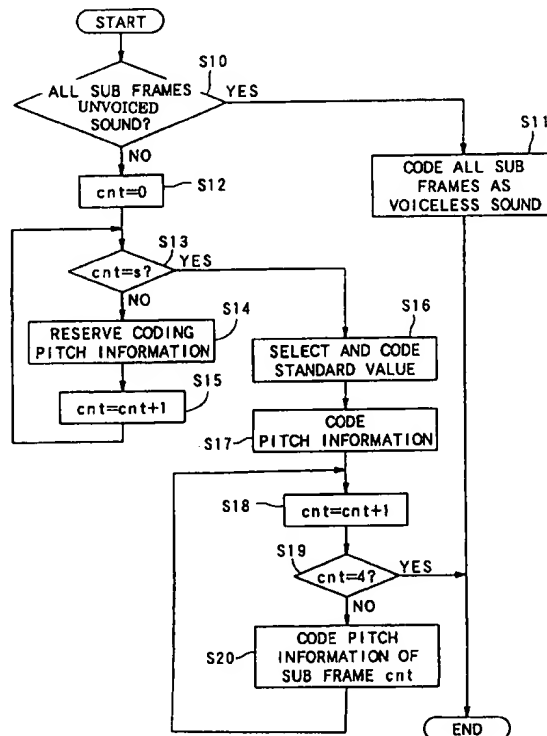 START
S10
ALL SUB FRAMES
UNVOICED
SOUND?
YES
NO
S11
CODE ALL SUB
FRAMES AS
VOICELESS SOUND
cnt=0
S12
S13
cnt=s?
YES
NO
S14
RESERVE CODING
PITCH INFORMATION
S15
cnt=cnt+1
S16
SELECT AND CODE
STANDARD VALUE
S17
CODE
PITCH INFORMATION
S18
cnt=cnt+1
S19
cnt=4?
YES
NO
S20
CODE PITCH
INFORMATION OF
SUB FRAME cnt
END